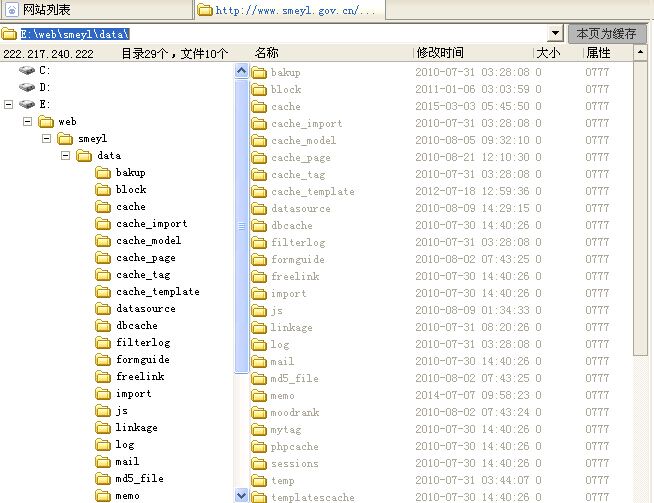 网站列表 http://www.smeyl.gov.cn/...
E:\web\smeyl\data\ 本页为缓存
222.217.240.222 目录29个,文件10个 名称 修改时间 大小 属性
C:
D:
E:
web
smeyl
data
bakup
block
cache
cache_import
cache_model
cache_page
cache_tag
cache_template
datasource
dbcache
filterlog
formguide
freelink
import
js
linkage
log
mail
md5_file
memo
bakup 2010-07-31 03:28:08 0 0777
block 2011-01-06 03:03:59 0 0777
cache 2015-03-03 05:45:50 0 0777
cache_import 2010-07-31 03:28:08 0 0777
cache_model 2010-08-05 09:32:10 0 0777
cache_page 2010-08-21 12:10:30 0 0777
cache_tag 2010-07-31 03:28:08 0 0777
cache_template 2012-07-18 12:59:36 0 0777
datasource 2010-08-09 14:29:15 0 0777
dbcache 2010-07-30 14:40:26 0 0777
filterlog 2010-07-31 03:28:08 0 0777
formguide 2010-08-02 07:43:25 0 0777
freelink 2010-07-30 14:40:26 0 0777
import 2010-07-30 14:40:26 0 0777
js 2010-08-09 01:34:33 0 0777
linkage 2010-07-31 08:20:26 0 0777
log 2010-07-31 03:28:08 0 0777
mail 2010-07-30 14:40:26 0 0777
md5_file 2010-08-02 07:43:25 0 0777
memo 2014-07-07 09:58:23 0 0777
moodrank 2010-08-02 07:43:24 0 0777
mytag 2010-07-30 14:40:26 0 0777
phpcache 2010-07-30 14:40:26 0 0777
sessions 2010-07-30 14:40:26 0 0777
temp 2010-07-31 03:44:07 0 0777
templatescache 2010-07-30 14:40:26 0 0777